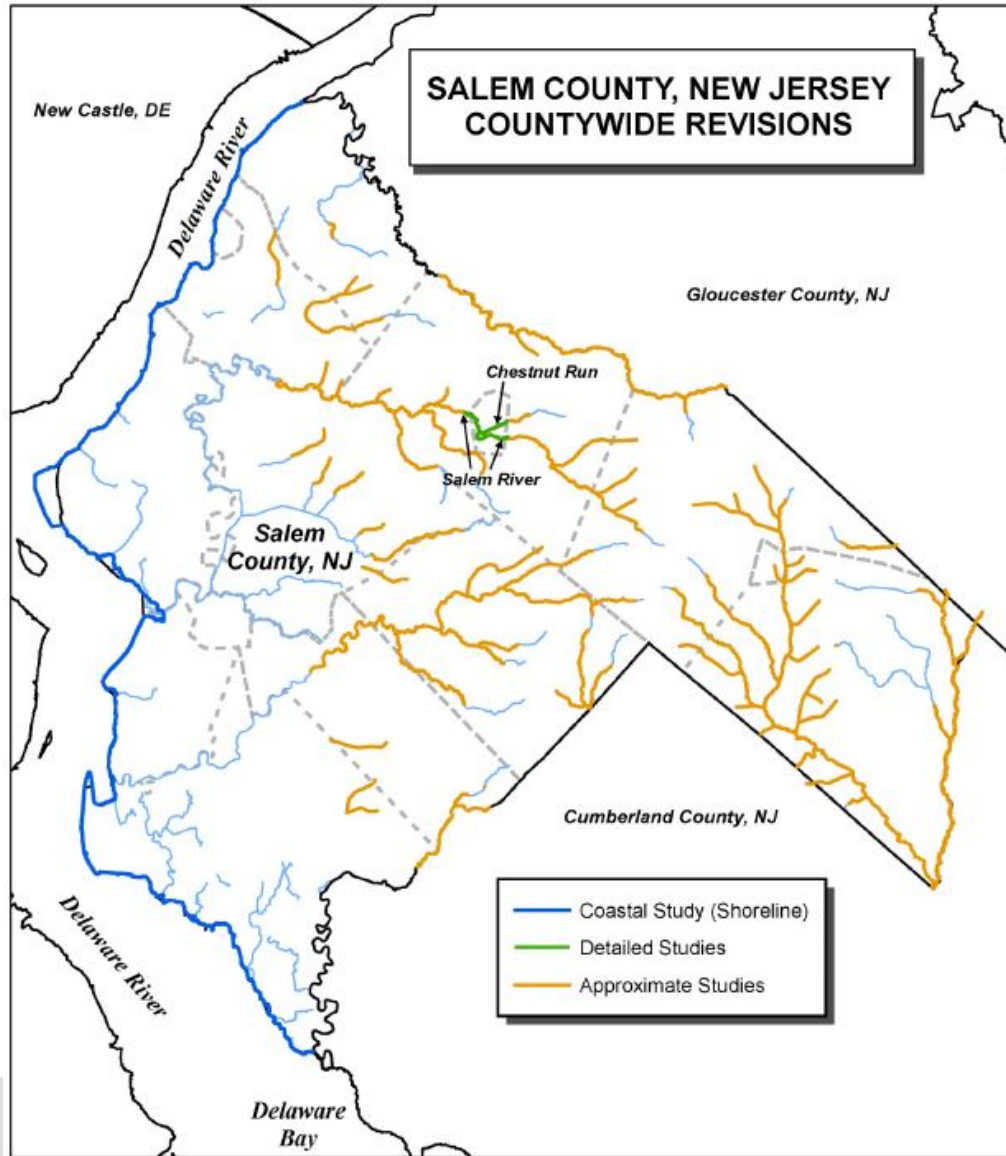 SALEM COUNTY, NEW JERSEY
COUNTYWIDE REVISIONS
New Castle, DE
Delaware River
Gloucester County, NJ
Chestnut Run
Salem River
Salem
County, NJ
Cumberland County, NJ
Coastal Study (Shoreline)
Detailed Studies
Approximate Studies
Delaware River
Delaware
Bay